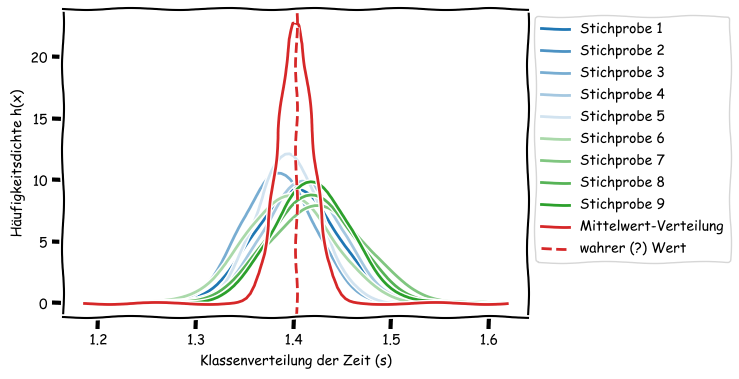 Häufigkeitsdichte h(x)
20
15
10
5
0
1.2
1.3
1.4
1.5
1.6
Klassenverteilung der Zeit (s)
Stichprobe 1
Stichprobe 2
Stichprobe 3
Stichprobe 4
Stichprobe 5
Stichprobe 6
Stichprobe 7
Stichprobe 8
Stichprobe 9
Mittelwert-Verteilung
wahrer (?) Wert